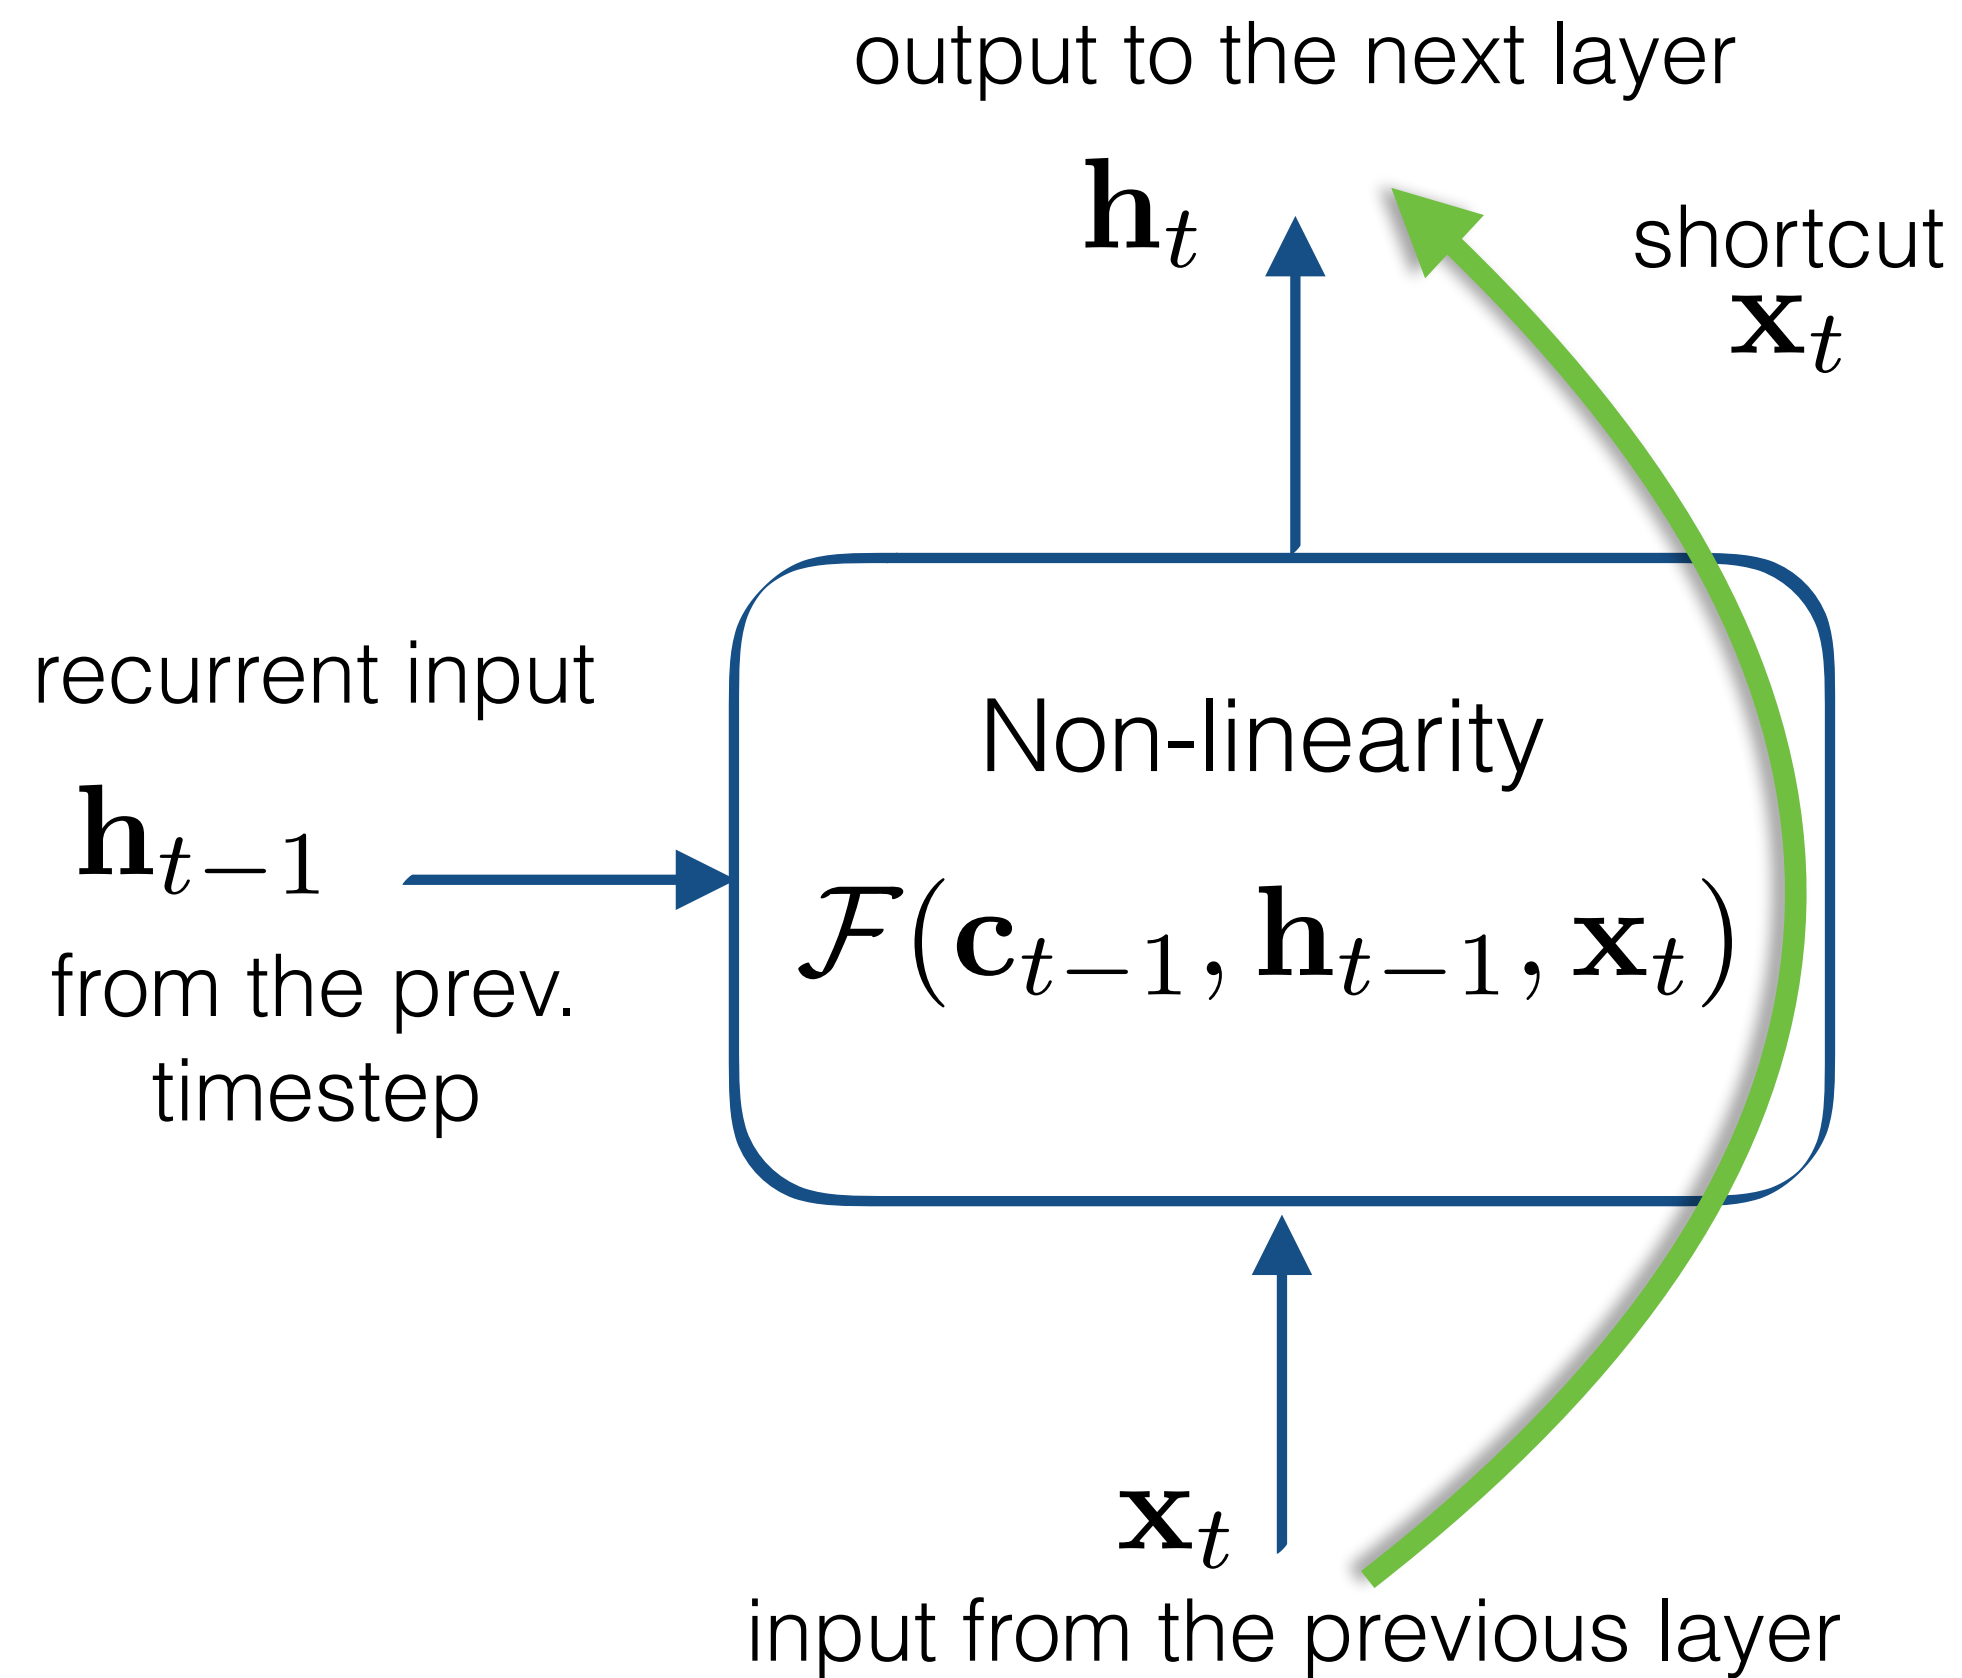 output to the next layer
h_t
shortcut
x_t
recurrent input
h_{t-1}
from the prev.
timestep
Non-linearity
ℱ(c_{t-1}, h_{t-1}, x_t)
x_t
input from the previous layer